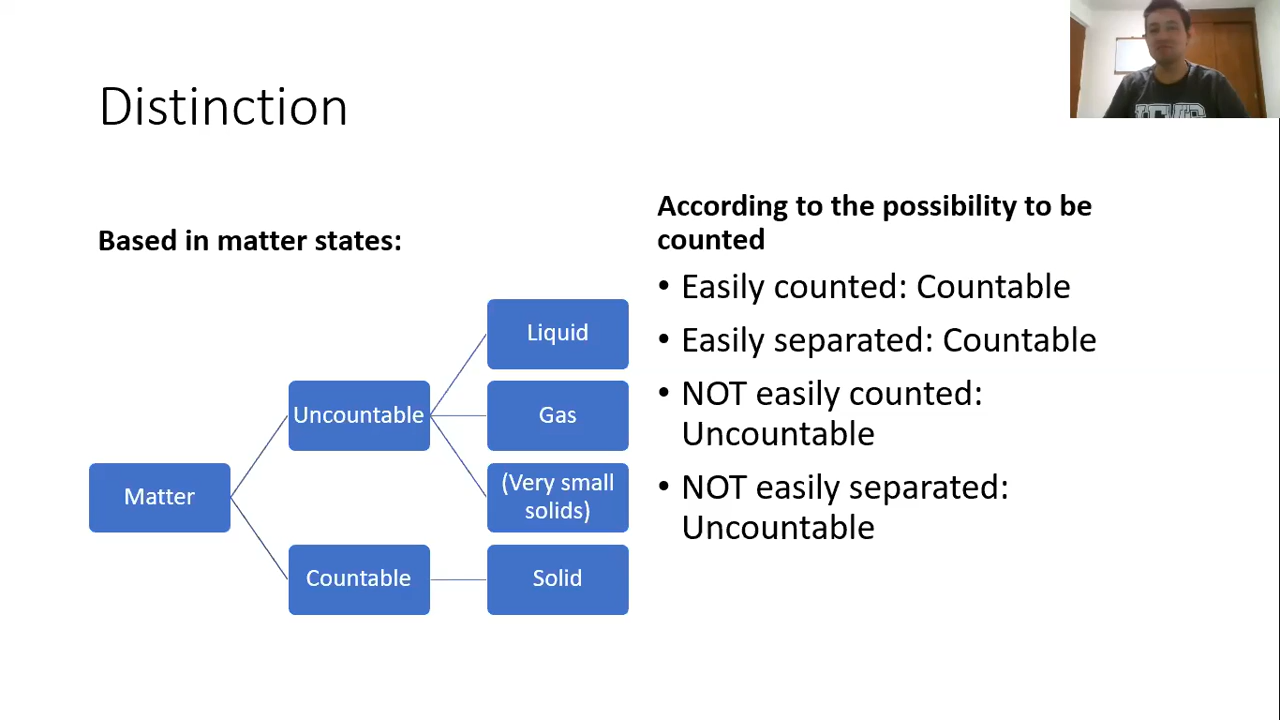 Distinction
Based in matter states:
Matter
Uncountable
Countable
Liquid
Gas
(Very small
solids)
Solid
According to the possibility to be
counted
• Easily counted: Countable
• Easily separated: Countable
• NOT easily counted:
Uncountable
• NOT easily separated:
Uncountable